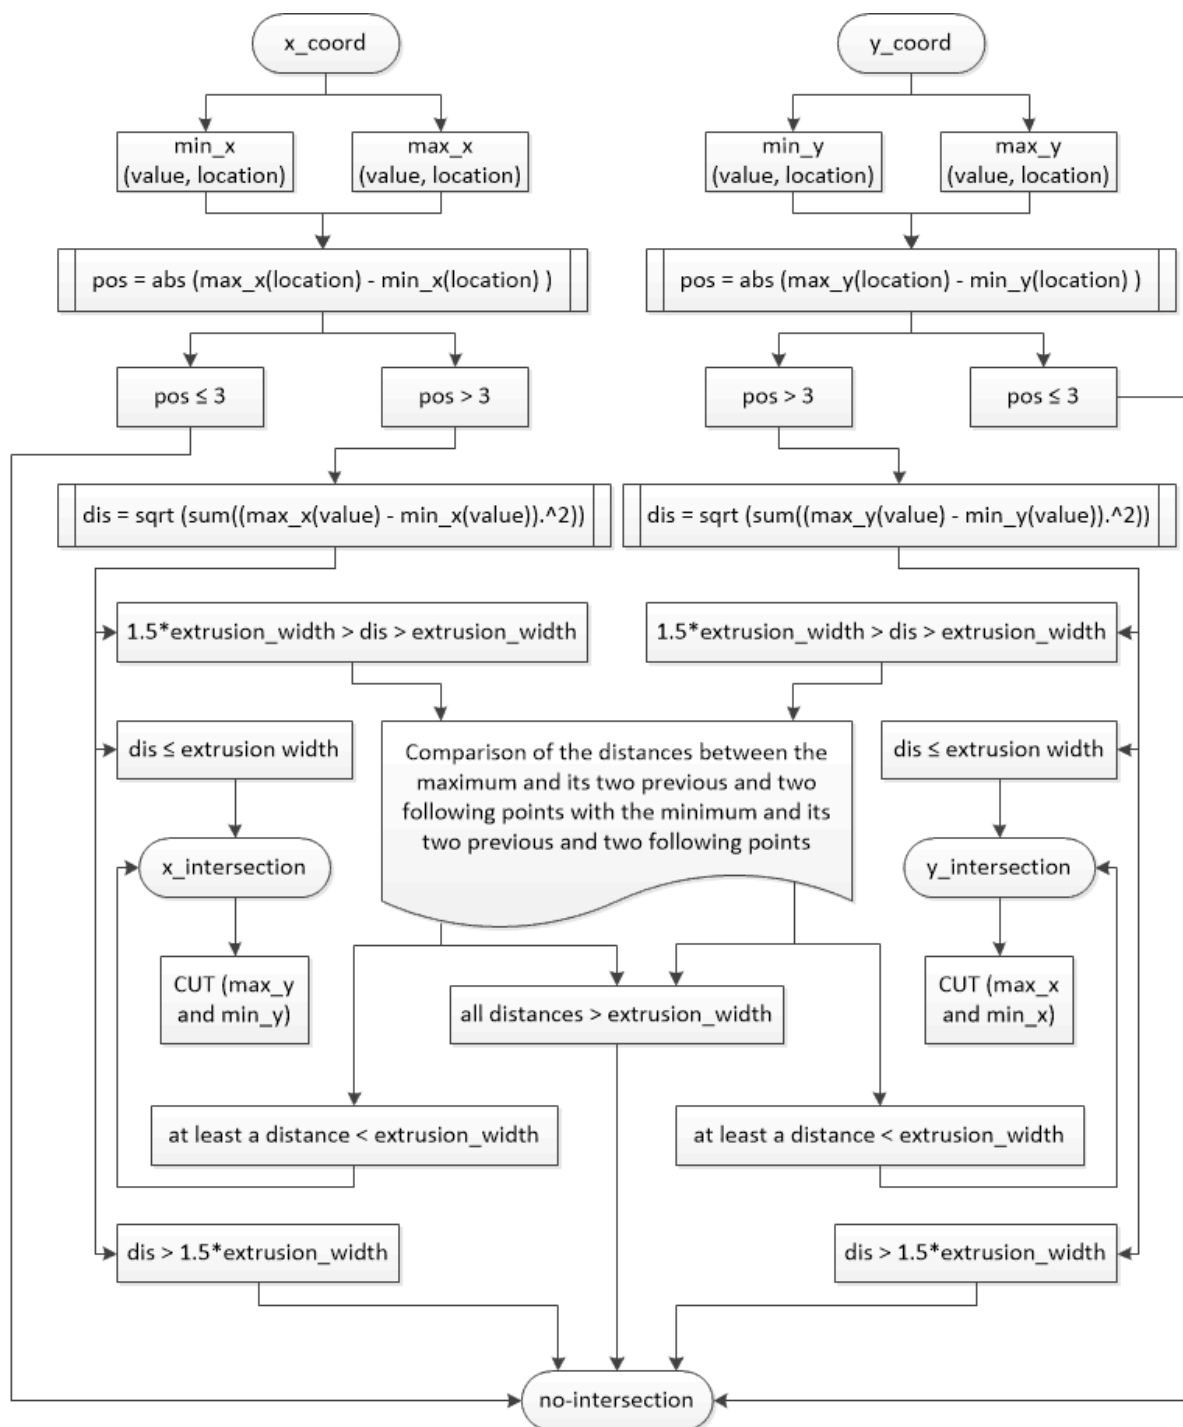 x_coord
y_coord
min_x
(value, location)
max_x
(value, location)
min_y
(value, location)
max_y
(value, location)
pos = abs (max_x(location) - min_x(location) )
pos = abs (max_y(location) - min_y(location) )
pos ≤ 3
pos > 3
pos > 3
pos ≤ 3
dis = sqrt (sum((max_x(value) - min_x(value)).^2))
dis = sqrt (sum((max_y(value) - min_y(value)).^2))
1.5*extrusion_width > dis > extrusion_width
1.5*extrusion_width > dis > extrusion_width
dis ≤ extrusion width
Comparison of the distances between the
maximum and its two previous and two
following points with the minimum and its
two previous and two following points
dis ≤ extrusion width
x_intersection
y_intersection
CUT (max_y
and min_y)
all distances > extrusion_width
CUT (max_x
and min_x)
at least a distance < extrusion_width
at least a distance < extrusion_width
dis > 1.5*extrusion_width
dis > 1.5*extrusion_width
no-intersection